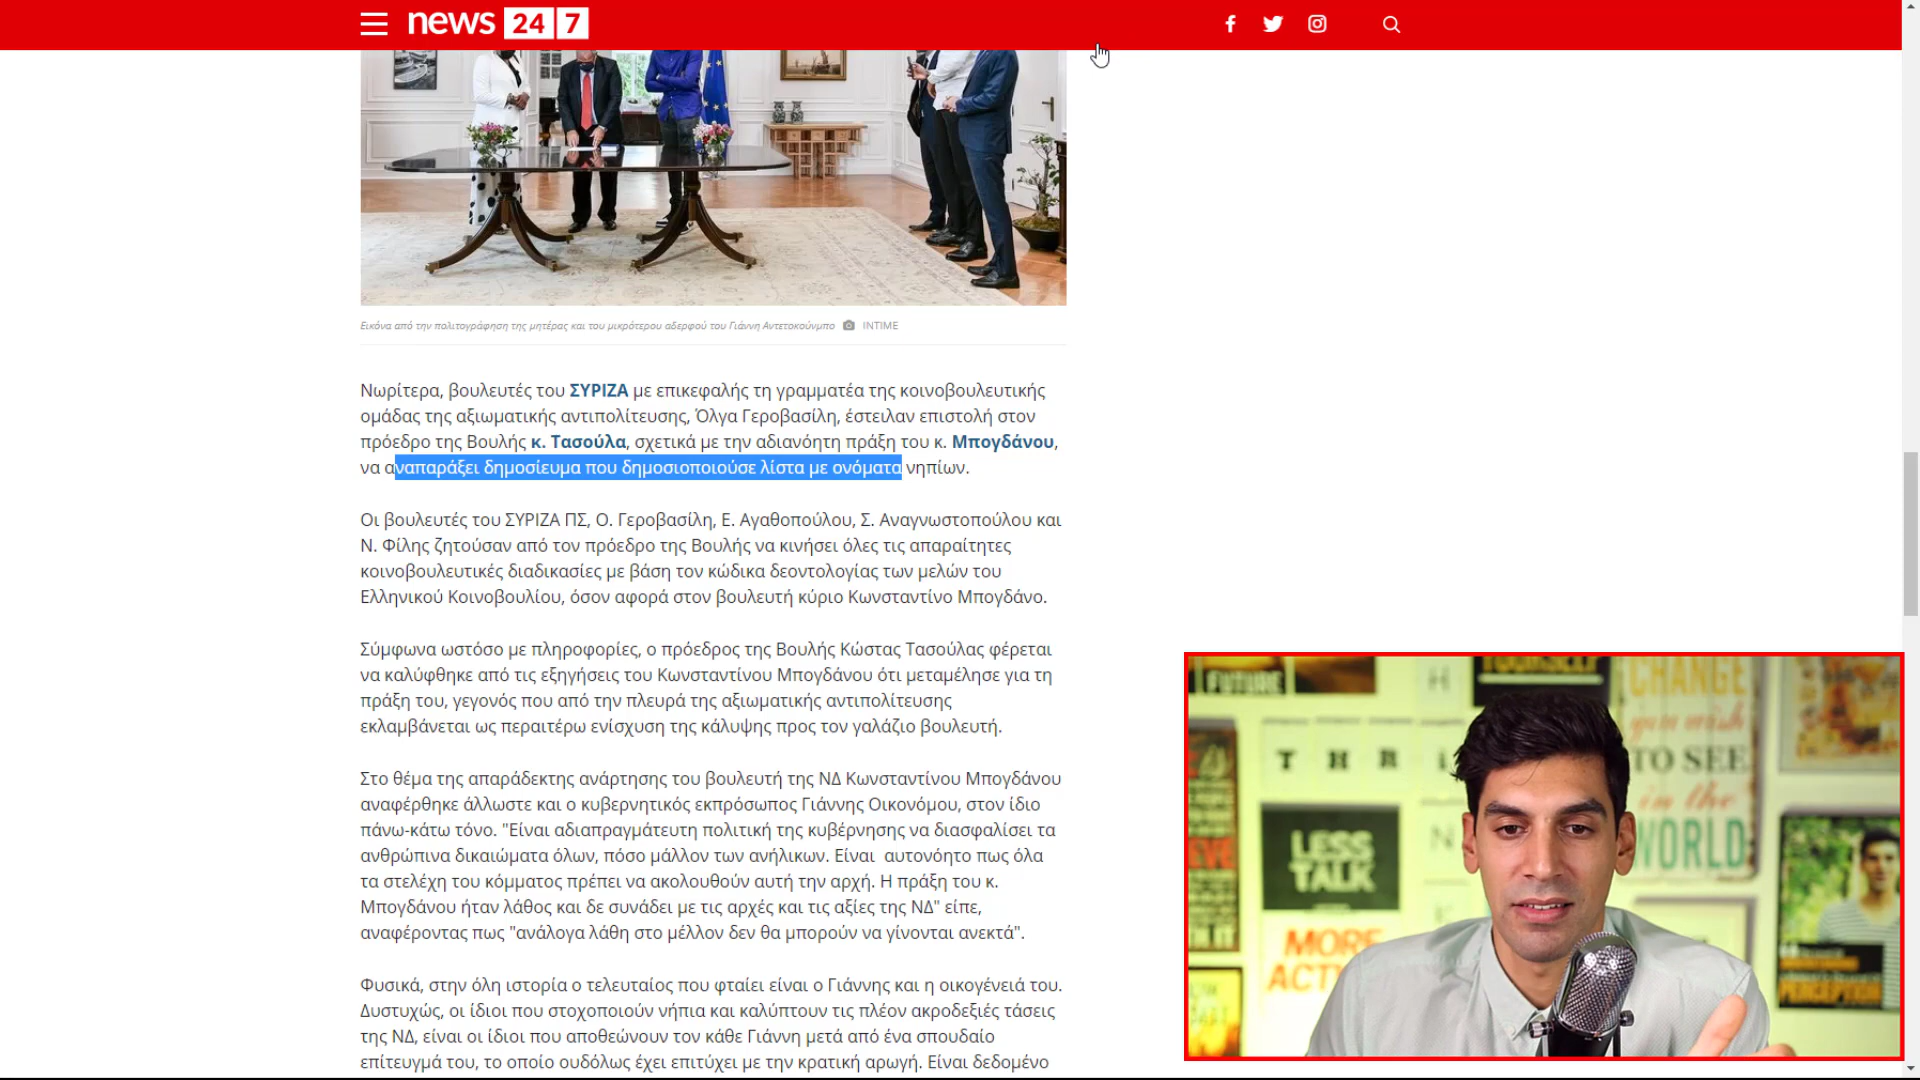 news 24 7
Εικόνα από την πολιτογράφηση της μητέρας και του μικρότερου αδερφού του Γιάννη Αντετοκούνμπο INTIME
Νωρίτερα, βουλευτές του ΣΥΡΙΖΑ με επικεφαλής τη γραμματέα της κοινοβουλευτικής
ομάδας της αξιωματικής αντιπολίτευσης, Όλγα Γεροβασίλη, έστειλαν επιστολή στον
πρόεδρο της Βουλής κ. Τασούλα, σχετικά με την αδιανόητη πράξη του κ. Μπογδάνου,
να αναπαράξει δημοσίευμα που δημοσιοποιούσε λίστα με ονόματα νηπίων.
Οι βουλευτές του ΣΥΡΙΖΑ ΠΣ, Ο. Γεροβασίλη, Ε. Αγαθοπούλου, Σ. Αναγνωστοπούλου και
Ν. Φίλης ζητούσαν από τον πρόεδρο της Βουλής να κινήσει όλες τις απαραίτητες
κοινοβουλευτικές διαδικασίες με βάση τον κώδικα δεοντολογίας των μελών του
Ελληνικού Κοινοβουλίου, όσον αφορά στον βουλευτή κύριο Κωνσταντίνο Μπογδάνο.
Σύμφωνα ωστόσο με πληροφορίες, ο πρόεδρος της Βουλής Κώστας Τασούλας φέρεται
να καλύφθηκε από τις εξηγήσεις του Κωνσταντίνου Μπογδάνου ότι μεταμέλησε για τη
πράξη του, γεγονός που από την πλευρά της αξιωματικής αντιπολίτευσης
εκλαμβάνεται ως περαιτέρω ενίσχυση της κάλυψης προς τον γαλάζιο βουλευτή.
Στο θέμα της απαράδεκτης ανάρτησης του βουλευτή της ΝΔ Κωνσταντίνου Μπογδάνου
αναφέρθηκε άλλωστε και ο κυβερνητικός εκπρόσωπος Γιάννης Οικονόμου, στον ίδιο
πάνω-κάτω τόνο. "Είναι αδιαπραγμάτευτη πολιτική της κυβέρνησης να διασφαλίσει τα
ανθρώπινα δικαιώματα όλων, πόσο μάλλον των ανήλικων. Είναι  αυτονόητο πως όλα
τα στελέχη του κόμματος πρέπει να ακολουθούν αυτή την αρχή. Η πράξη του κ.
Μπογδάνου ήταν λάθος και δε συνάδει με τις αρχές και τις αξίες της ΝΔ" είπε,
αναφέροντας πως "ανάλογα λάθη στο μέλλον δεν θα μπορούν να γίνονται ανεκτά".
Φυσικά, στην όλη ιστορία ο τελευταίος που φταίει είναι ο Γιάννης και η οικογένειά του.
Δυστυχώς, οι ίδιοι που στοχοποιούν νήπια και καλύπτουν τις πλέον ακροδεξιές τάσεις
της ΝΔ, είναι οι ίδιοι που αποθεώνουν τον κάθε Γιάννη μετά από ένα σπουδαίο
επίτευγμά του, το οποίο ουδόλως έχει επιτύχει με την κρατική αρωγή. Είναι δεδομένο
FUTURE
YOURSELF
CHANGE
you wish
TO SEE
in the
WORLD
T H R
LESS
TALK
MORE
PERCEPTION